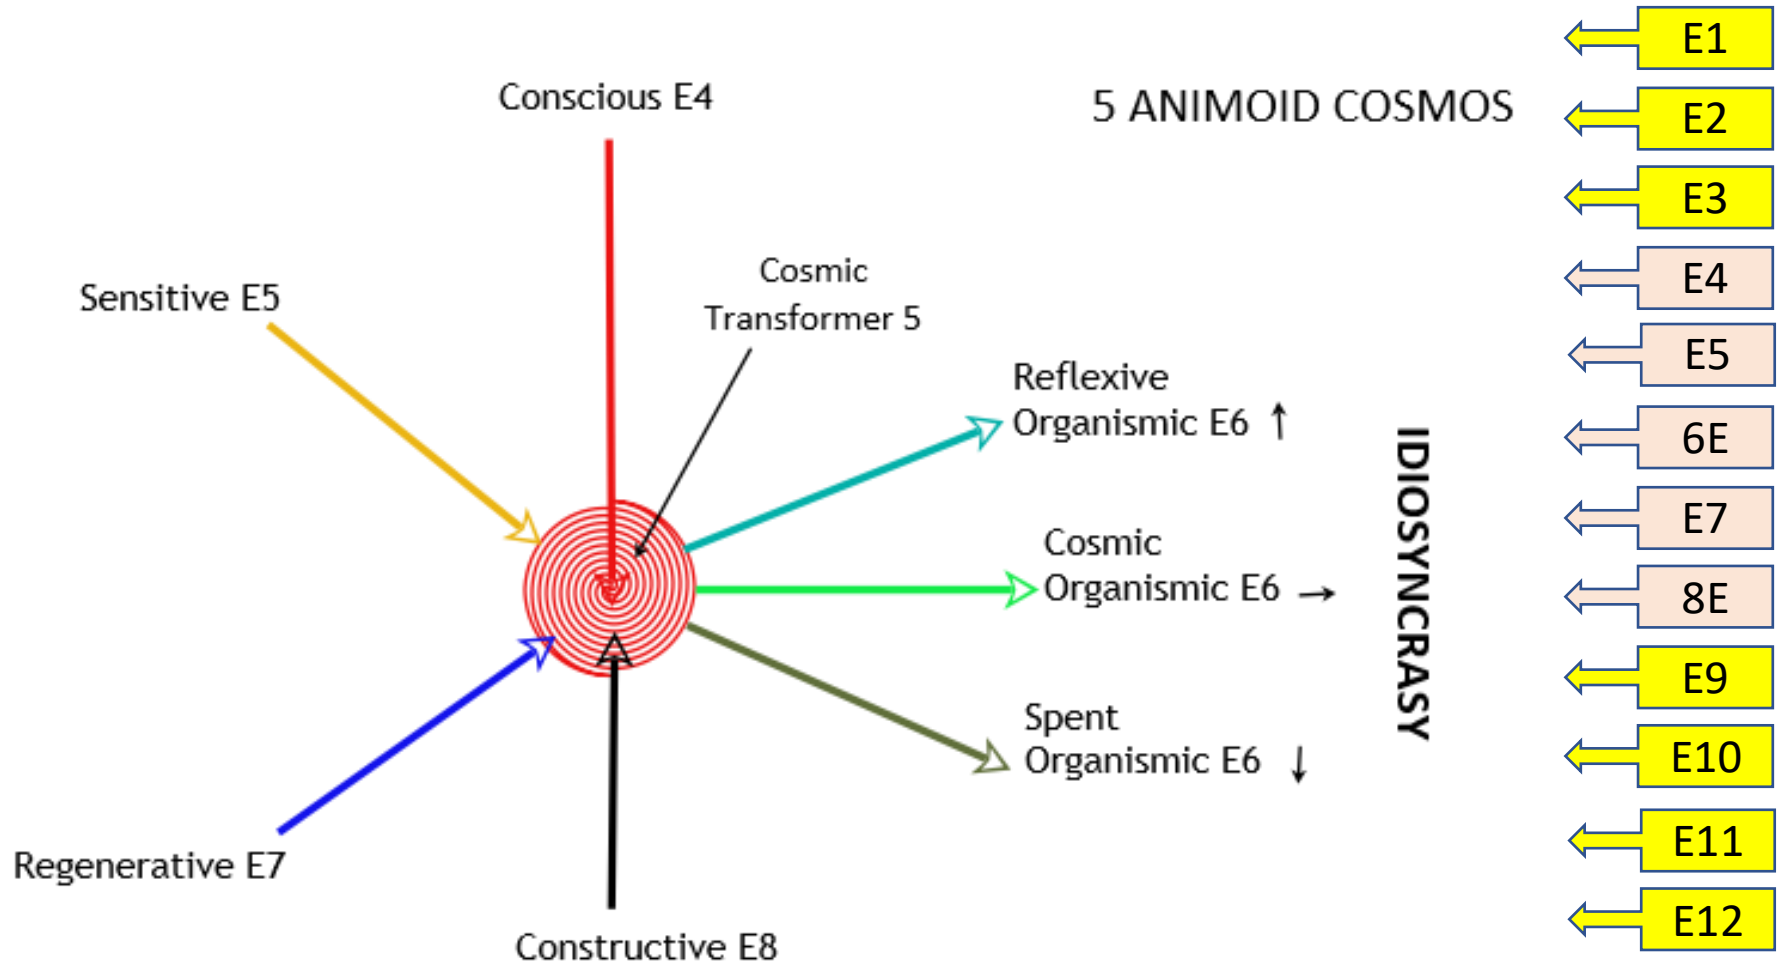 Conscious E4
5 ANIMOID COSMOS
Sensitive E5
Cosmic
Transformer 5
Reflexive
Organismic E6 ↑
Cosmic
Organismic E6 →
Spent
Organismic E6 ↓
IDIOSYNCRASY
Regenerative E7
Constructive E8
E1
E2
E3
E4
E5
6E
E7
8E
E9
E10
E11
E12